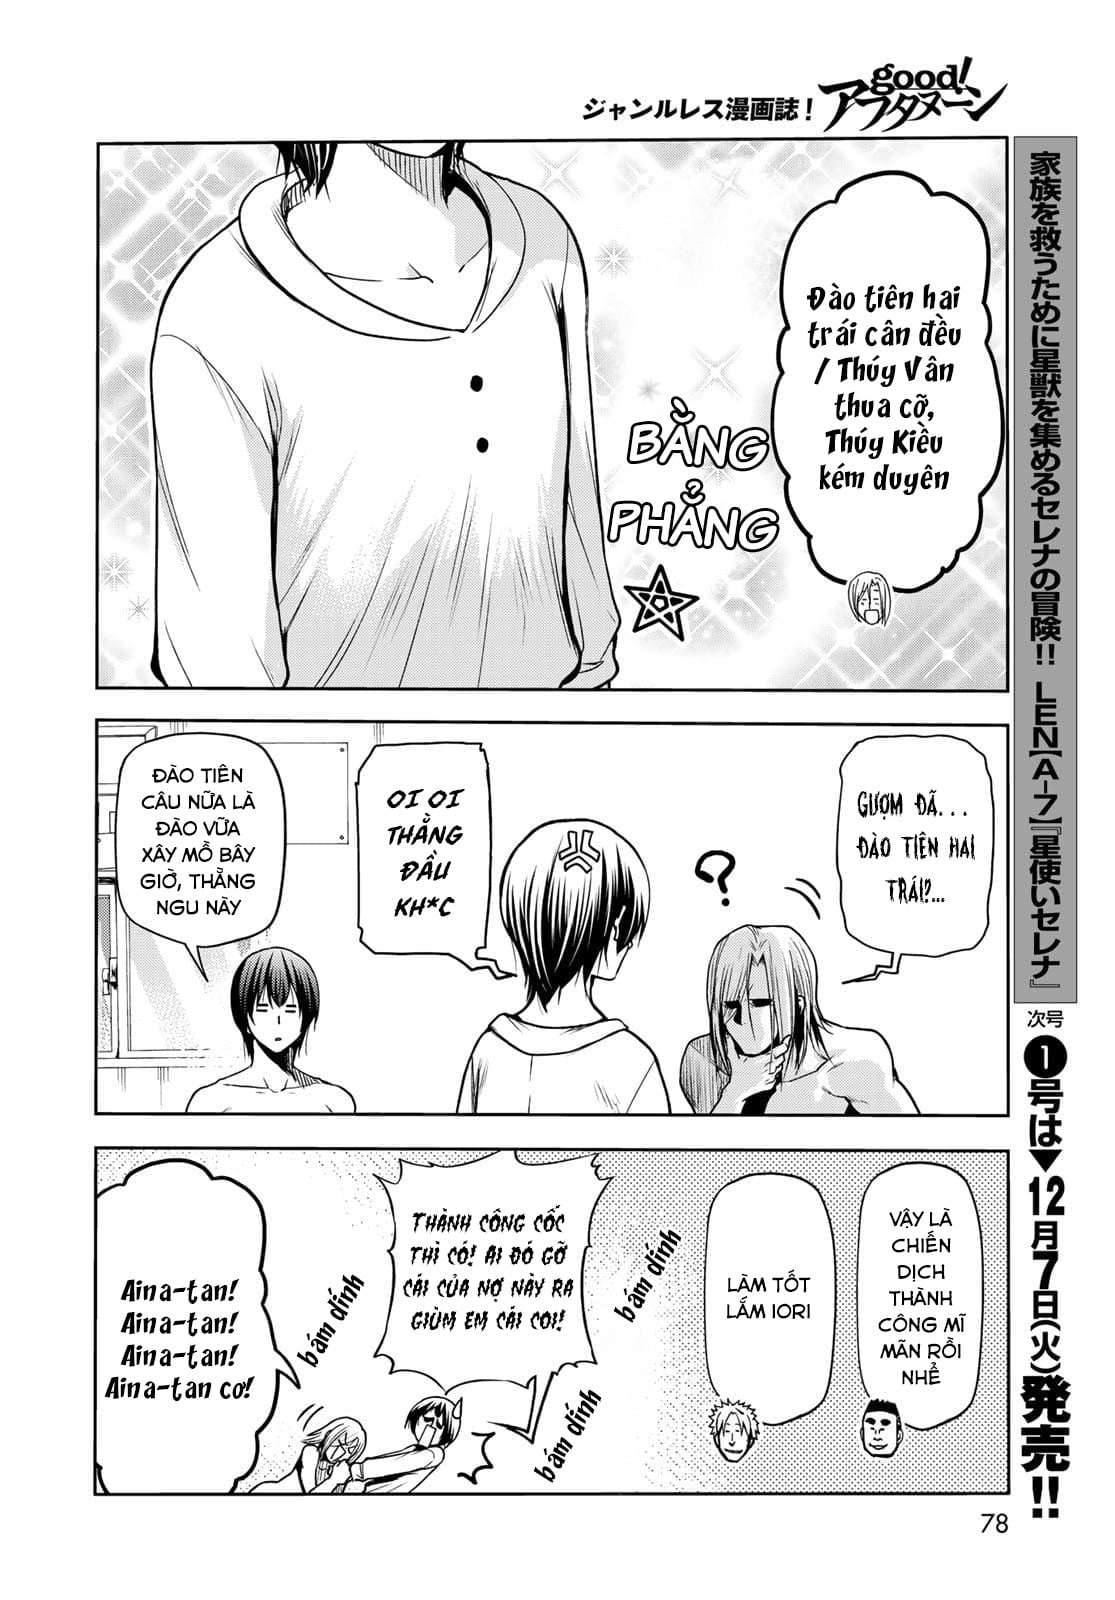 ジャンルレス漫画誌！
good!
アフタヌーン
Đào tiên hai
trái cân đều
/ Thúy Vân
thua cỡ,
Thúy Kiều
kém duyên
BẰNG
PHẲNG
GƯỢM ĐÃ...
ĐÀO TIÊN HAI
TRÁI?...
OI OI
THẰNG
ĐẦU
KH*C
ĐÀO TIÊN
CÂU NỮA LÀ
ĐÀO VỮA
XÂY MỒ BÂY
GIỜ, THẰNG
NGU NÀY
VẬY LÀ
CHIẾN
DỊCH
THÀNH
CÔNG MĨ
MÃN RỒI
NHỂ
LÀM TỐT
LẮM IORI
bám dính
THÀNH CÔNG CỐC
THÌ CÓ! AI ĐÓ GỠ
CÁI CỦA NỢ NÀY RA
GIÙM EM CÁI COI!
bám dính
bám dính
Aina-tan!
Aina-tan!
Aina-tan!
Aina-tan cơ!
家族を救うために星獣を集めるセレナの冒険!! LEN【A-7】『星使いセレナ』
次号❶号は▼12月7日(火)発売!!
78